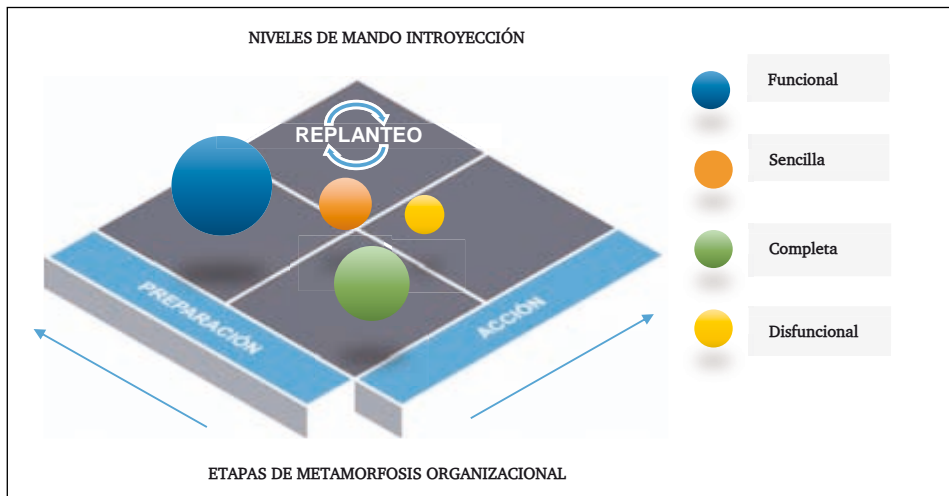 NIVELES DE MANDO INTROYECCIÓN
REPLANTEO
PREPARACIÓN
ACCIÓN
Funcional
Sencilla
Completa
Disfuncional
ETAPAS DE METAMORFOSIS ORGANIZACIONAL